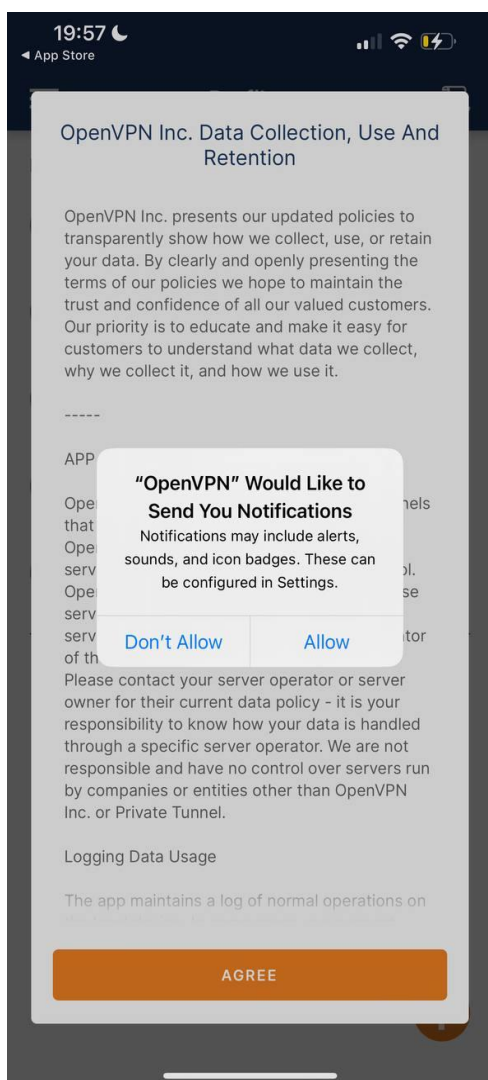 19:57
◀ App Store
OpenVPN Inc. Data Collection, Use And
Retention
OpenVPN Inc. presents our updated policies to
transparently show how we collect, use, or retain
your data. By clearly and openly presenting the
terms of our policies we hope to maintain the
trust and confidence of all our valued customers.
Our priority is to educate and make it easy for
customers to understand what data we collect,
why we collect it, and how we use it.
-----
APP
“OpenVPN” Would Like to
Send You Notifications
Notifications may include alerts,
sounds, and icon badges. These can
be configured in Settings.
Don’t Allow
Allow
that
of th
Please contact your server operator or server
owner for their current data policy - it is your
responsibility to know how your data is handled
through a specific server operator. We are not
responsible and have no control over servers run
by companies or entities other than OpenVPN
Inc. or Private Tunnel.
Logging Data Usage
The app maintains a log of normal operations on
AGREE